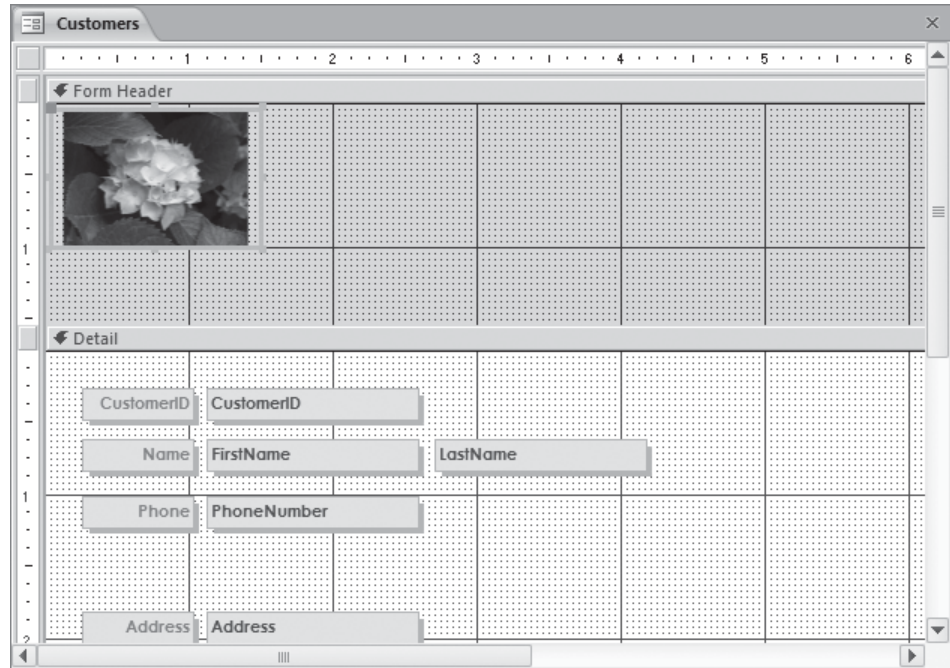 Customers
1 2 3 4 5 6
Form Header
1
Detail
CustomerID CustomerID
Name FirstName LastName
1
Phone PhoneNumber
Address Address
2